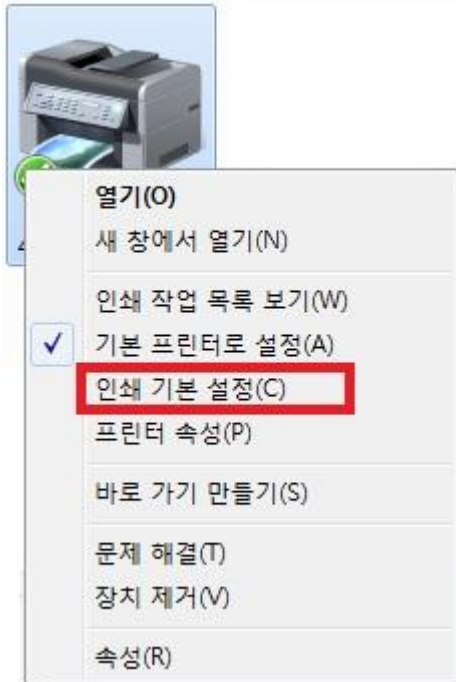 열기(O)
새 창에서 열기(N)
인쇄 작업 목록 보기(W)
기본 프린터로 설정(A)
인쇄 기본 설정(C)
프린터 속성(P)
바로 가기 만들기(S)
문제 해결(T)
장치 제거(V)
속성(R)